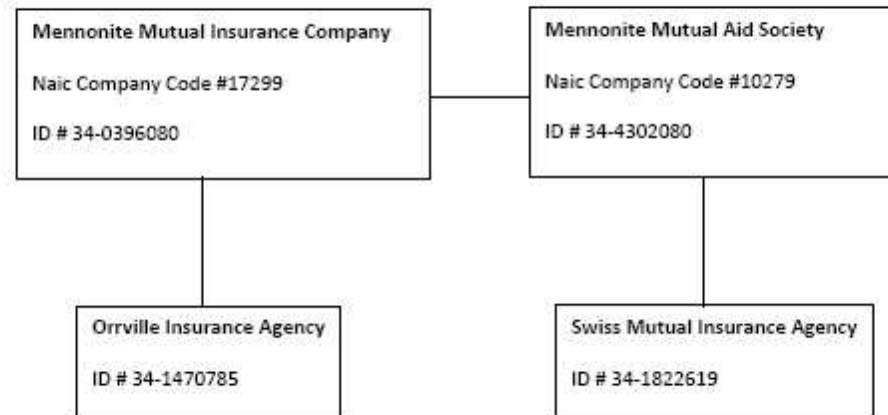 Mennonite Mutual Insurance Company
Naic Company Code #17299
ID # 34-0396080
Mennonite Mutual Aid Society
Naic Company Code #10279
ID # 34-4302080
Orrville Insurance Agency
ID # 34-1470785
Swiss Mutual Insurance Agency
ID # 34-1822619